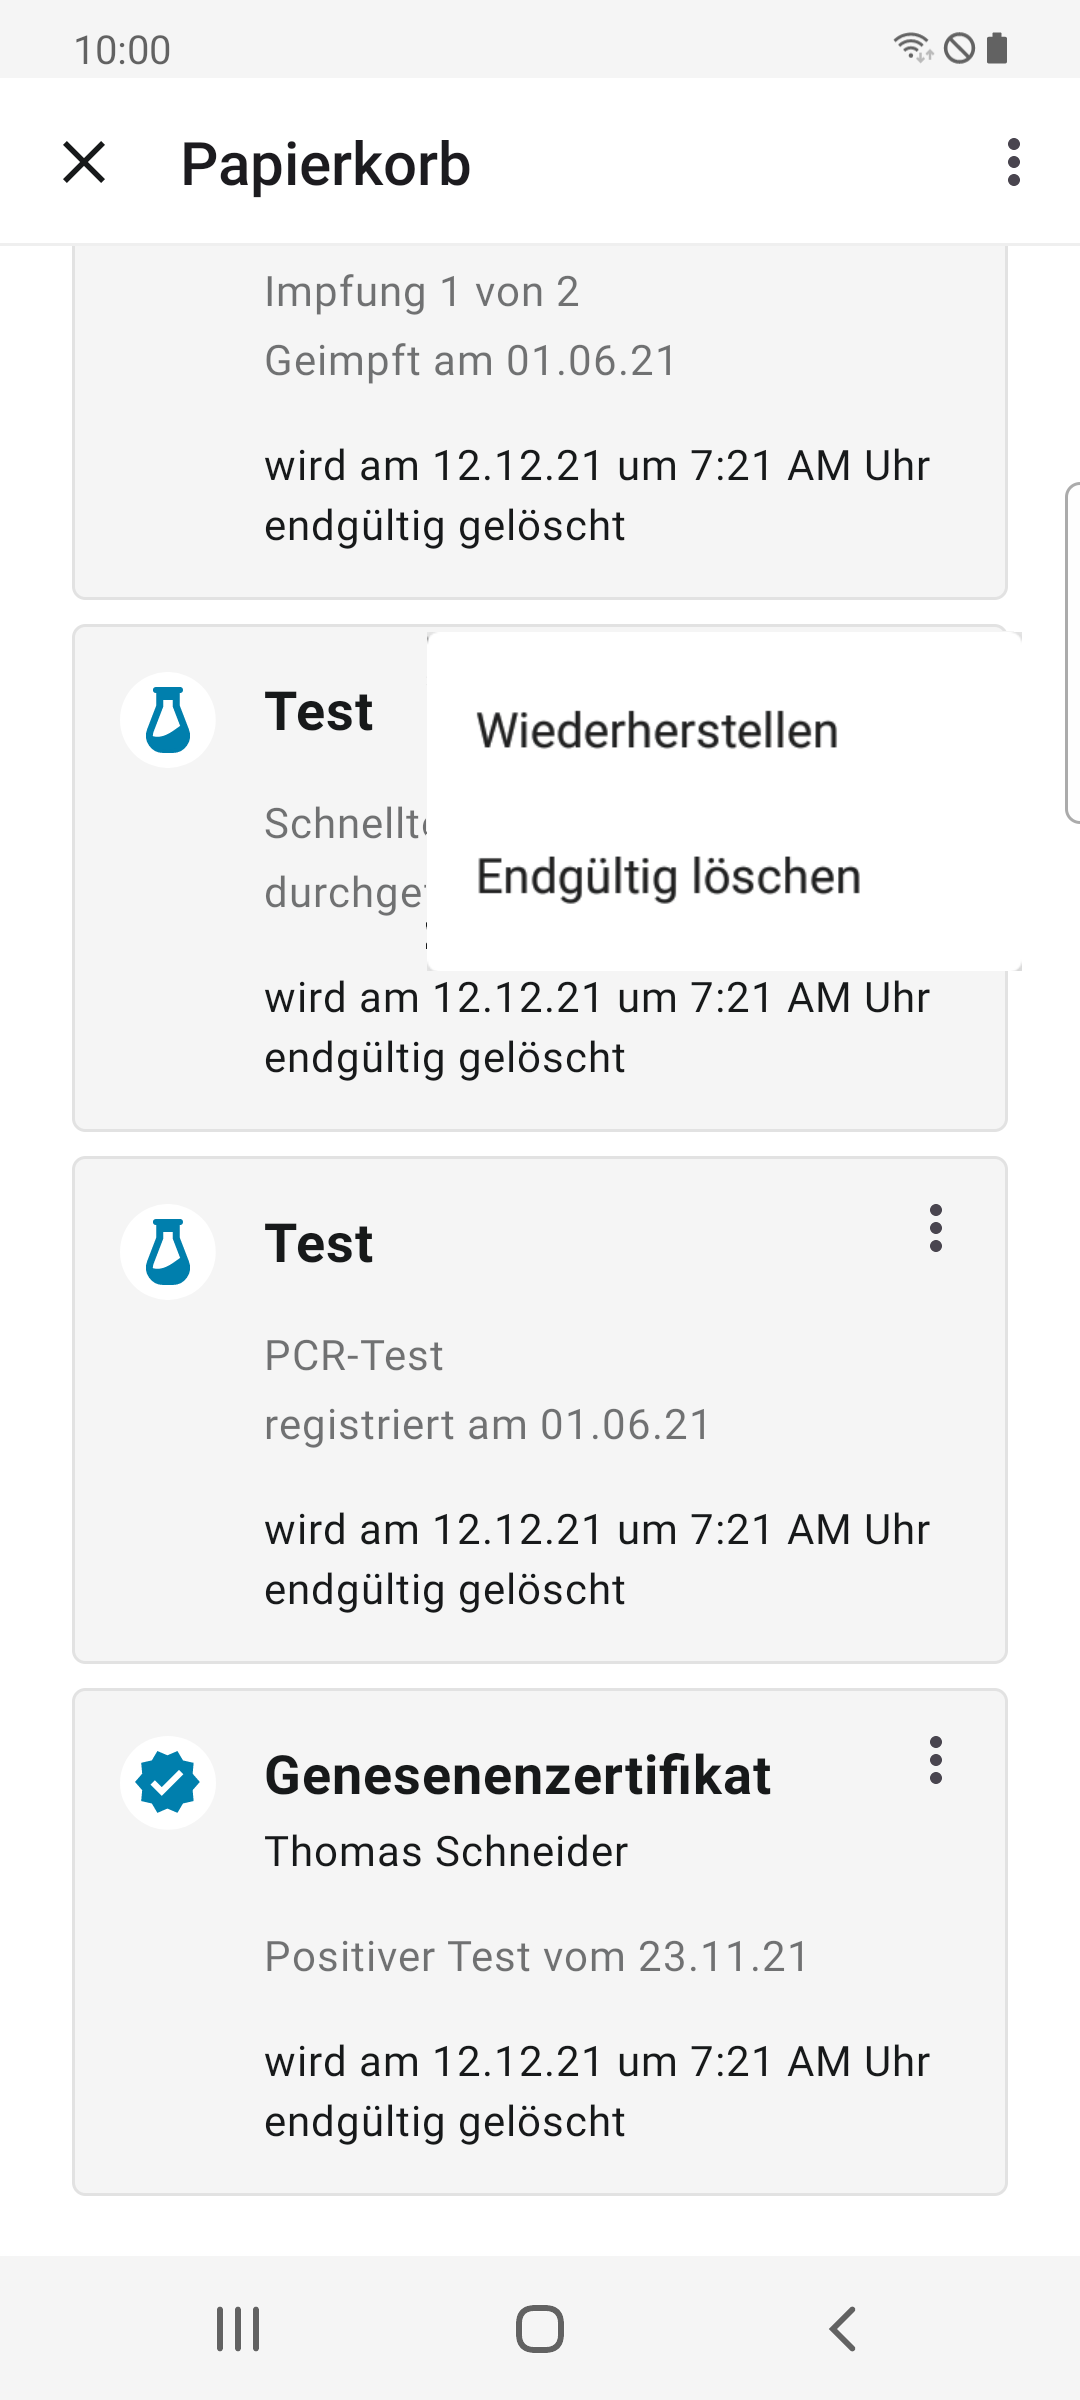 10:00
Papierkorb
Impfung 1 von 2
Geimpft am 01.06.21
wird am 12.12.21 um 7:21 AM Uhr
endgültig gelöscht
Test
Wiederherstellen
Endgültig löschen
wird am 12.12.21 um 7:21 AM Uhr
endgültig gelöscht
Test
PCR-Test
registriert am 01.06.21
wird am 12.12.21 um 7:21 AM Uhr
endgültig gelöscht
Genesenenzertifikat
Thomas Schneider
Positiver Test vom 23.11.21
wird am 12.12.21 um 7:21 AM Uhr
endgültig gelöscht